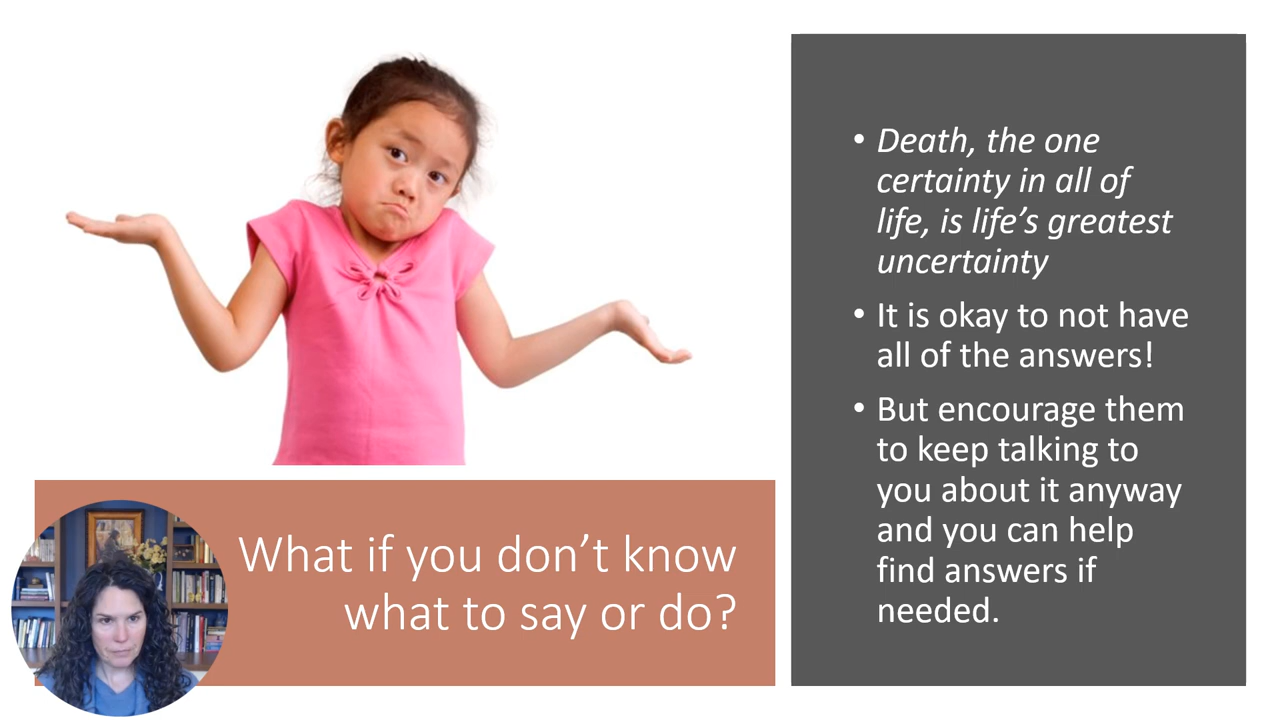 What if you don’t know
what to say or do?
• Death, the one
certainty in all of
life, is life’s greatest
uncertainty
• It is okay to not have
all of the answers!
• But encourage them
to keep talking to
you about it anyway
and you can help
find answers if
needed.